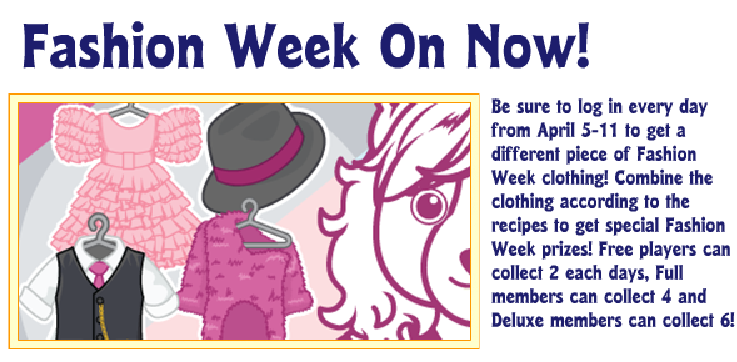 Fashion Week On Now!
Be sure to log in every day
from April 5-11 to get a
different piece of Fashion
Week clothing! Combine the
clothing according to the
recipes to get special Fashion
Week prizes! Free players can
collect 2 each days, Full
members can collect 4 and
Deluxe members can collect 6!